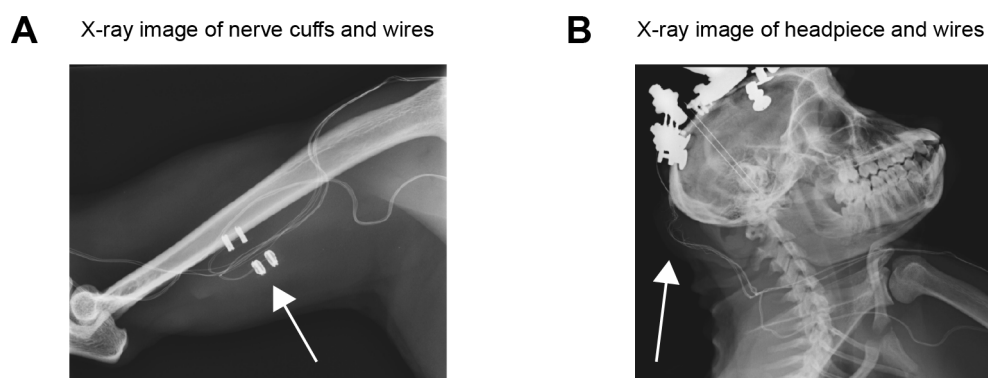 A
X-ray image of nerve cuffs and wires
B
X-ray image of headpiece and wires